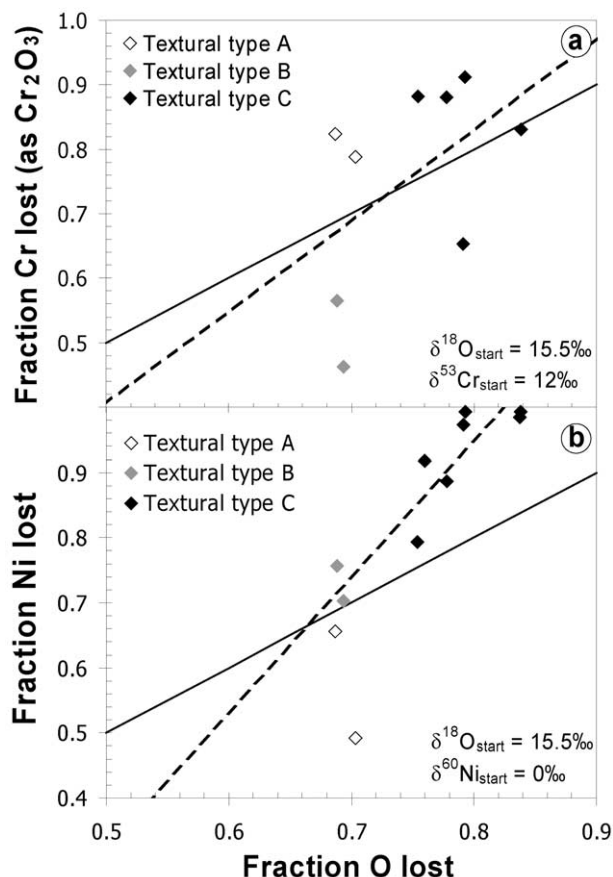 Fraction Cr lost (as Cr₂O₃)
1.0
0.9
0.8
0.7
0.6
0.5
◇ Textural type A
◆ Textural type B
◆ Textural type C
a
δ¹⁸Ostart = 15.5‰
δ⁵³Crstart = 12‰
Fraction Ni lost
0.9
0.8
0.7
0.6
0.5
0.4
◇ Textural type A
◆ Textural type B
◆ Textural type C
b
δ¹⁸Ostart = 15.5‰
δ⁶⁰Nistart = 0‰
0.5 0.6 0.7 0.8 0.9
Fraction O lost